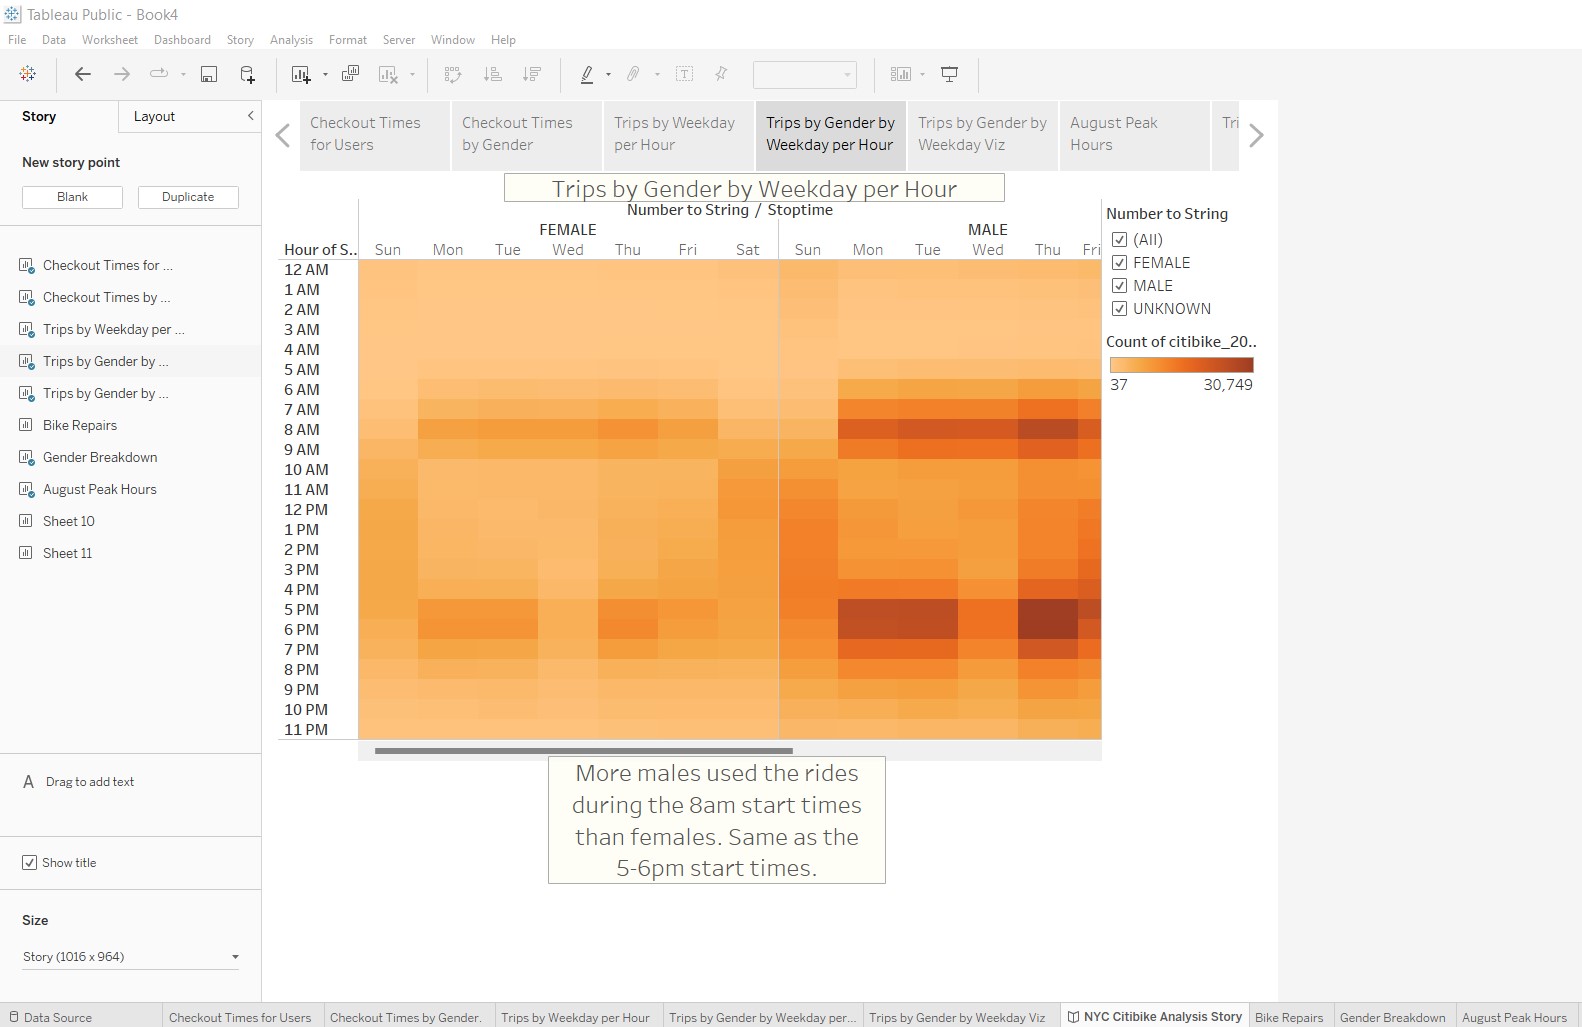 Tableau Public - Book4
File Data Worksheet Dashboard Story Analysis Format Server Window Help
Story Layout
New story point
Blank Duplicate
Checkout Times for ...
Checkout Times by ...
Trips by Weekday per ...
Trips by Gender by ...
Trips by Gender by ...
Bike Repairs
Gender Breakdown
August Peak Hours
Sheet 10
Sheet 11
A Drag to add text
Show title
Size
Story (1016 x 964)
Checkout Times
for Users
Checkout Times
by Gender
Trips by Weekday
per Hour
Trips by Gender by
Weekday per Hour
Trips by Gender by
Weekday Viz
August Peak
Hours
Tri
Trips by Gender by Weekday per Hour
Number to String / Stoptime
FEMALE MALE
Hour of S.. Sun Mon Tue Wed Thu Fri Sat Sun Mon Tue Wed Thu Fri
12 AM
1 AM
2 AM
3 AM
4 AM
5 AM
6 AM
7 AM
8 AM
9 AM
10 AM
11 AM
12 PM
1 PM
2 PM
3 PM
4 PM
5 PM
6 PM
7 PM
8 PM
9 PM
10 PM
11 PM
Number to String
(All)
FEMALE
MALE
UNKNOWN
Count of citibike_20..
37 30,749
More males used the rides
during the 8am start times
than females. Same as the
5-6pm start times.
Data Source Checkout Times for Users Checkout Times by Gender. Trips by Weekday per Hour Trips by Gender by Weekday per... Trips by Gender by Weekday Viz NYC Citibike Analysis Story Bike Repairs Gender Breakdown August Peak Hours